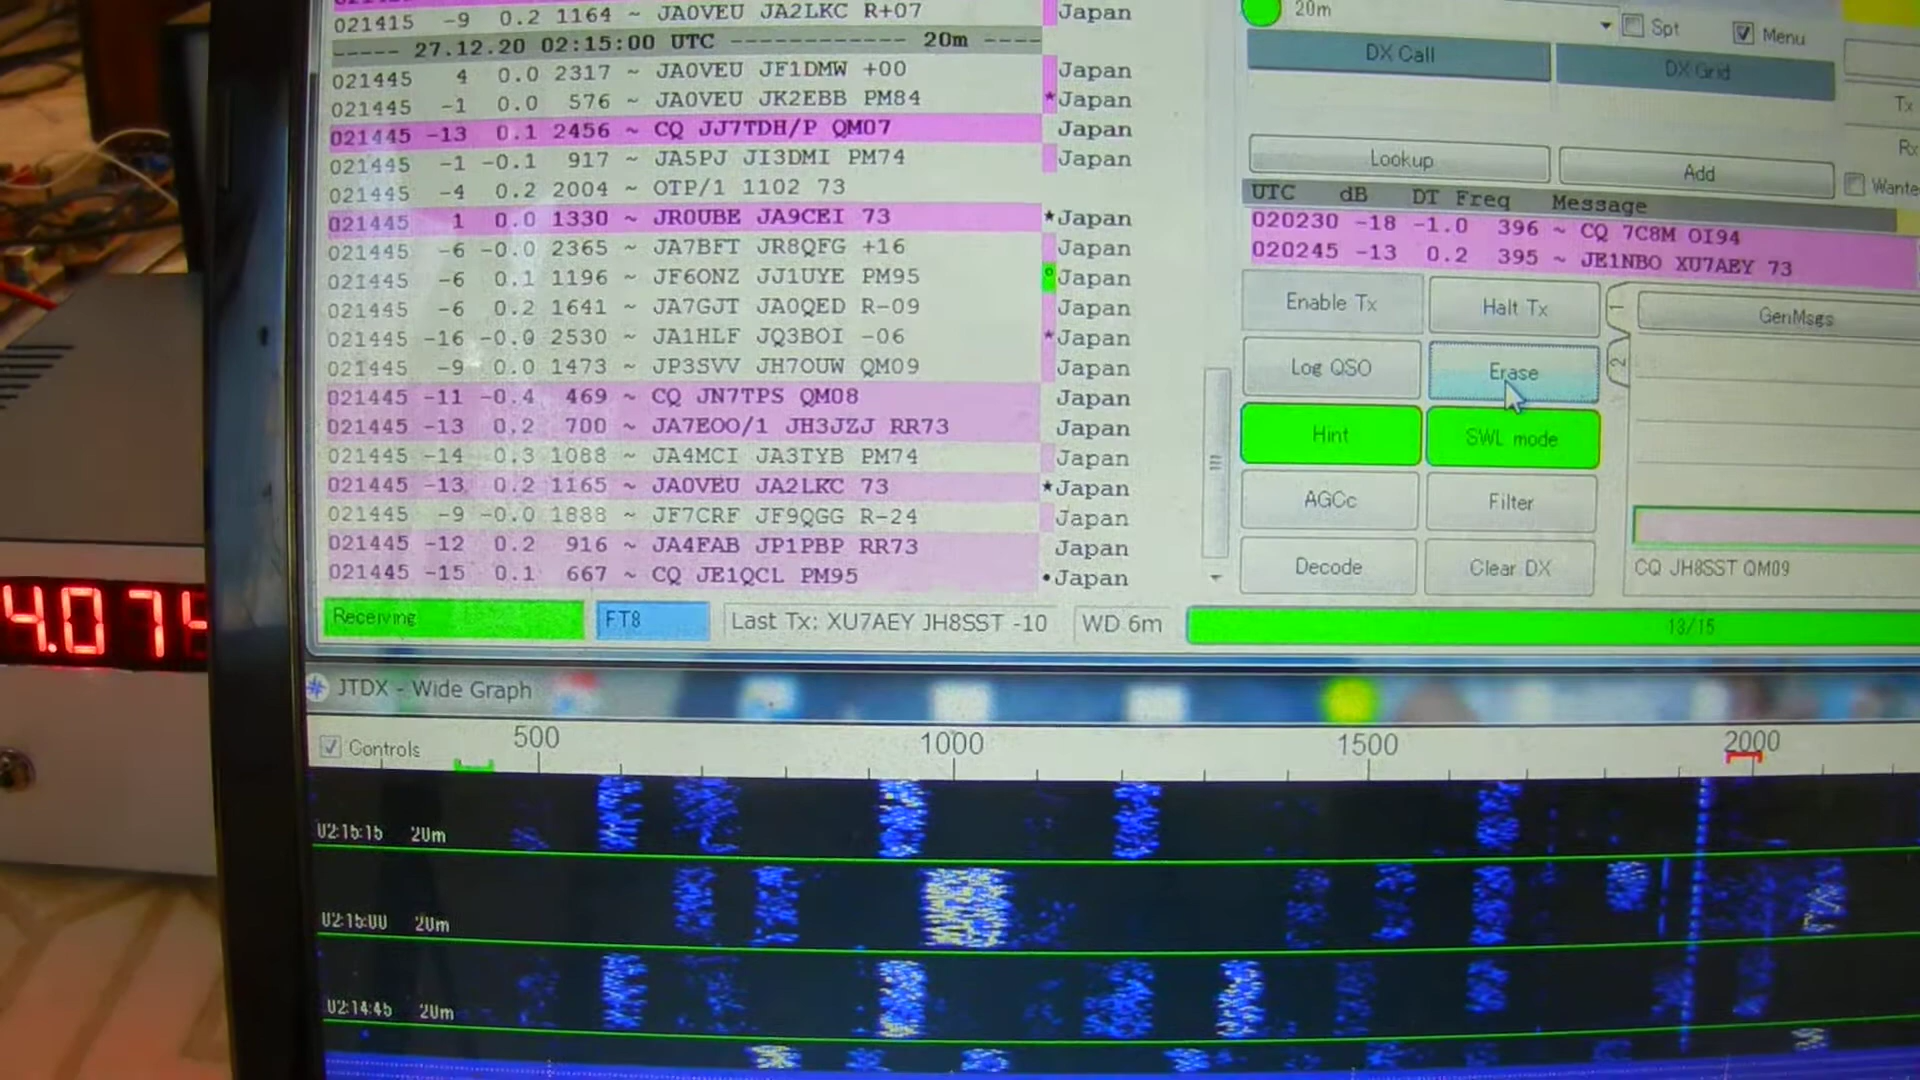 021415 -9 0.2 1164 ~ JA0VEU JA2LKC R+07 Japan
----- 27.12.20 02:15:00 UTC ------------ 20m ----
021445 4 0.0 2317 ~ JA0VEU JF1DMW +00 Japan
021445 -1 0.0 576 ~ JA0VEU JK2EBB PM84 *Japan
021445 -13 0.1 2456 ~ CQ JJ7TDH/P QM07 Japan
021445 -1 -0.1 917 ~ JA5PJ JI3DMI PM74 Japan
021445 -4 0.2 2004 ~ OTP/1 1102 73
021445 1 0.0 1330 ~ JR0UBE JA9CEI 73 *Japan
021445 -6 -0.0 2365 ~ JA7BFT JR8QFG +16 Japan
021445 -6 0.1 1196 ~ JF6ONZ JJ1UYE PM95 °Japan
021445 -6 0.2 1641 ~ JA7GJT JA0QED R-09 Japan
021445 -16 -0.0 2530 ~ JA1HLF JQ3BOI -06 *Japan
021445 -9 0.0 1473 ~ JP3SVV JH7OUW QM09 Japan
021445 -11 -0.4 469 ~ CQ JN7TPS QM08 Japan
021445 -13 0.2 700 ~ JA7EOO/1 JH3JZJ RR73 Japan
021445 -14 0.3 1088 ~ JA4MCI JA3TYB PM74 Japan
021445 -13 0.2 1165 ~ JA0VEU JA2LKC 73 *Japan
021445 -9 -0.0 1888 ~ JF7CRF JF9QGG R-24 Japan
021445 -12 0.2 916 ~ JA4FAB JP1PBP RR73 Japan
021445 -15 0.1 667 ~ CQ JE1QCL PM95 •Japan
Receiving FT8 Last Tx: XU7AEY JH8SST -10 WD 6m 13/15
20m Spt Menu
DX Call DX Grid
Tx
Rx
Lookup Add
UTC dB DT Freq Message
020230 -18 -1.0 396 ~ CQ 7C8M OI94
020245 -13 0.2 395 ~ JE1NBO XU7AEY 73
Enable Tx Halt Tx 1 GenMsgs
Log QSO Erase 2
Hint SWL mode
AGCc Filter
Decode Clear DX CQ JH8SST QM09
4.074
JTDX - Wide Graph
Controls 500 1000 1500 2000
02:15:15 20m
02:15:00 20m
02:14:45 20m